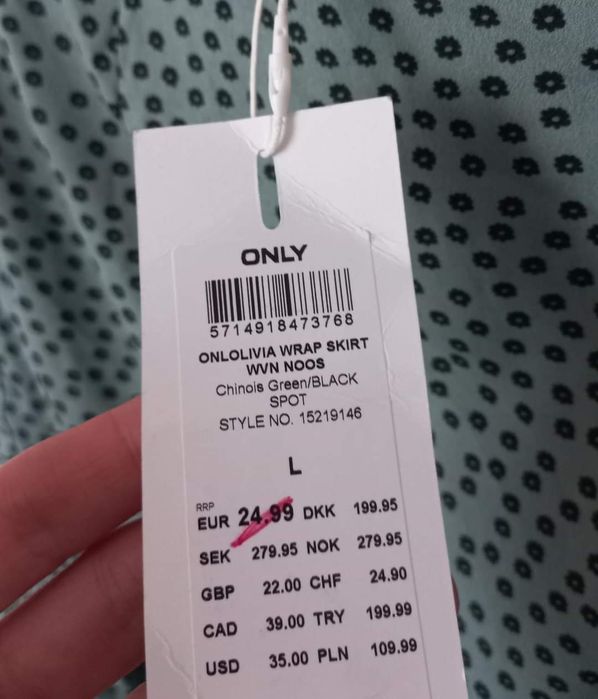 ONLY
5714918473768
ONLOLIVIA WRAP SKIRT
WVN NOOS
Chinois Green/BLACK
SPOT
STYLE NO. 15219146
L
RRP
EUR 24.99 DKK 199.95
SEK 279.95 NOK 279.95
GBP 22.00 CHF 24.90
CAD 39.00 TRY 199.99
USD 35.00 PLN 109.99